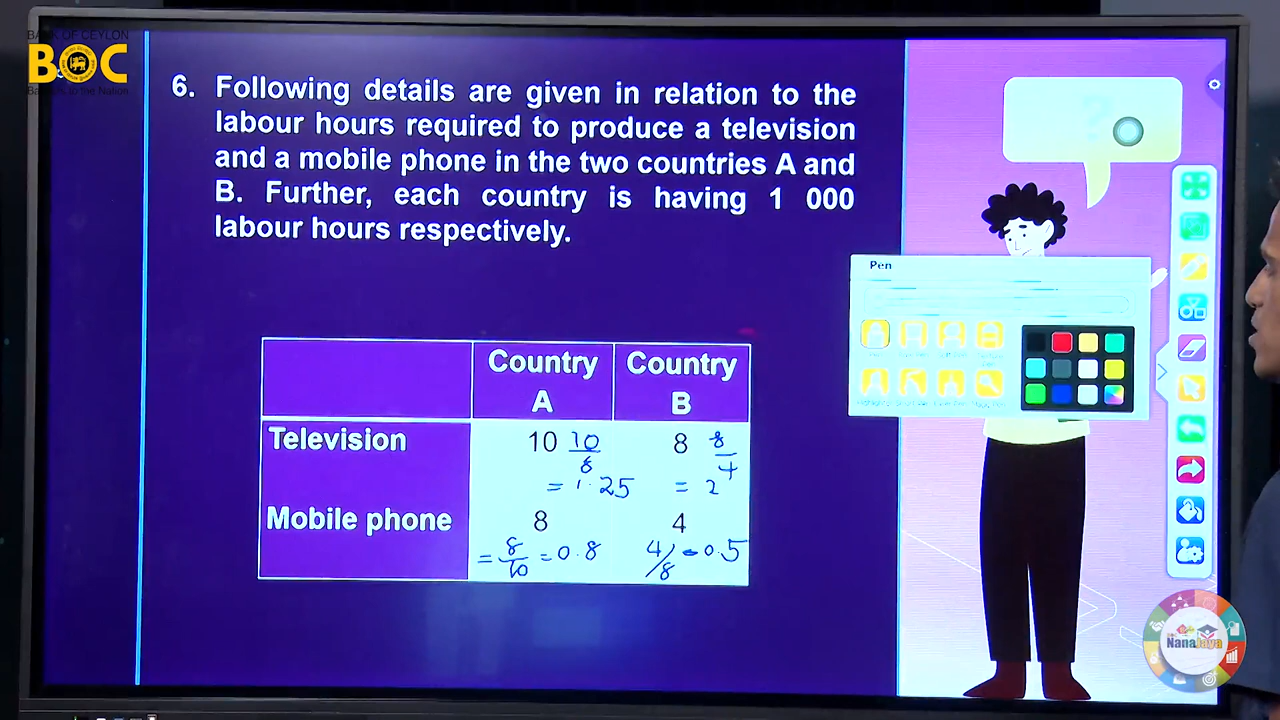 BANK OF CEYLON
BOC
Bankers to the Nation
6. Following details are given in relation to the
labour hours required to produce a television
and a mobile phone in the two countries A and
B. Further, each country is having 1 000
labour hours respectively.
?
Pen
Country A
Country B
Television
10 10/8 = 1.25
8 8/4 = 2
Mobile phone
8 = 8/10 = 0.8
4 4/8 = 0.5
NanaJaya